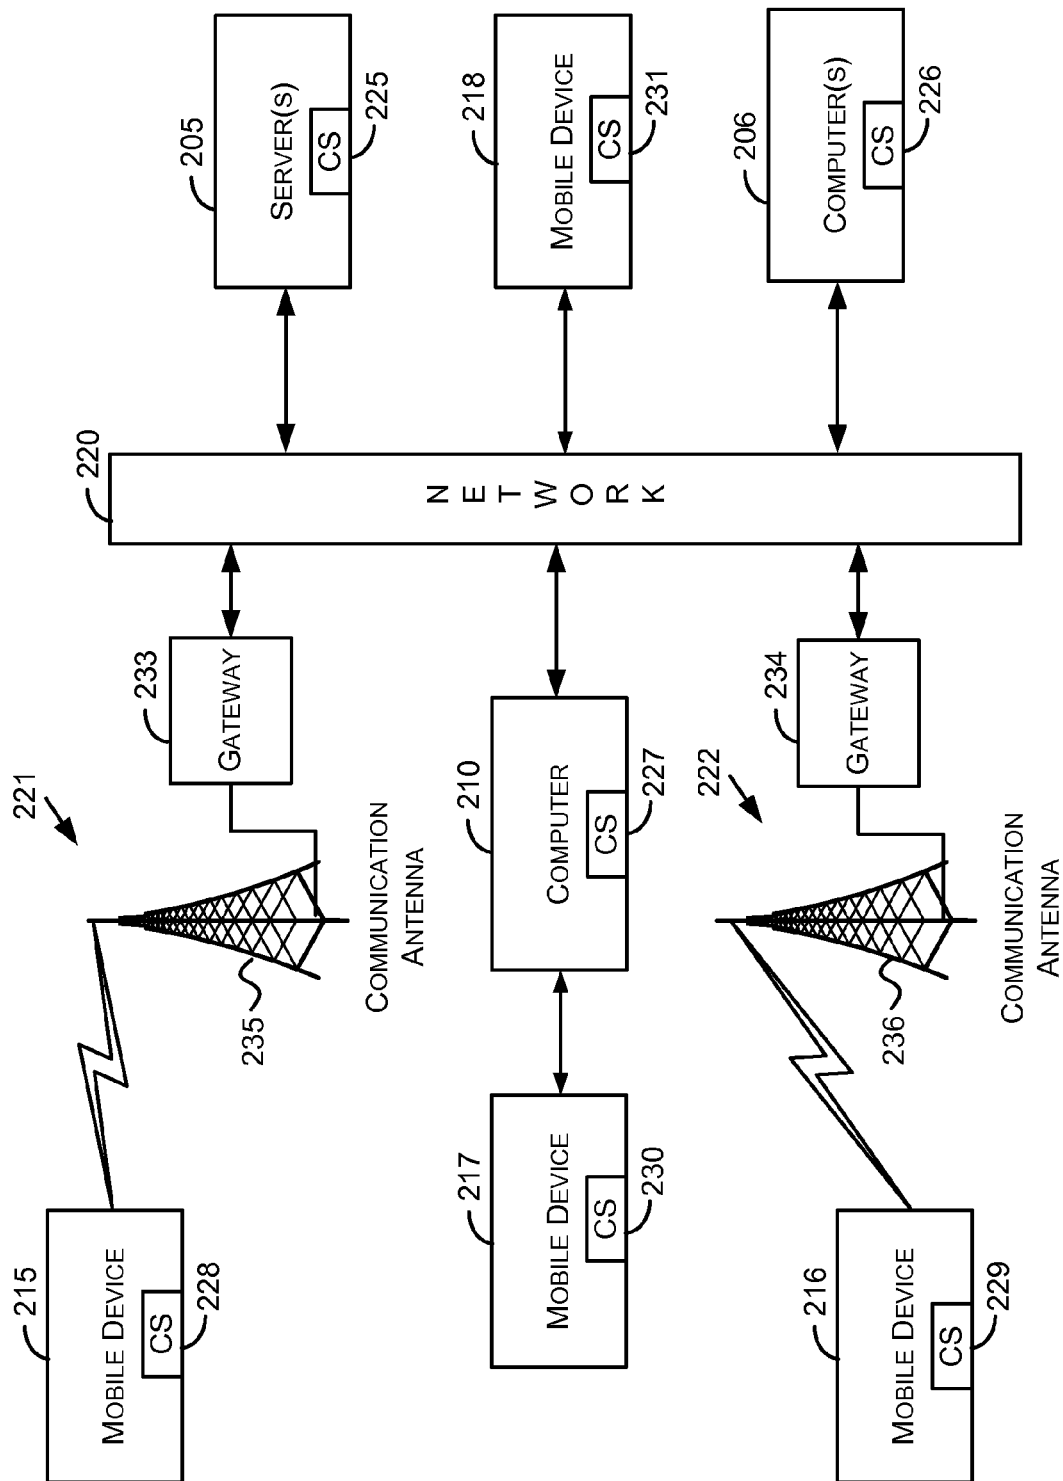 215
MOBILE DEVICE
CS
228
235
COMMUNICATION
ANTENNA
221
233
GATEWAY
220
NETWORK
205
SERVER(S)
CS
225
217
MOBILE DEVICE
CS
230
210
COMPUTER
CS
227
218
MOBILE DEVICE
CS
231
216
MOBILE DEVICE
CS
229
236
COMMUNICATION
ANTENNA
222
234
GATEWAY
206
COMPUTER(S)
CS
226